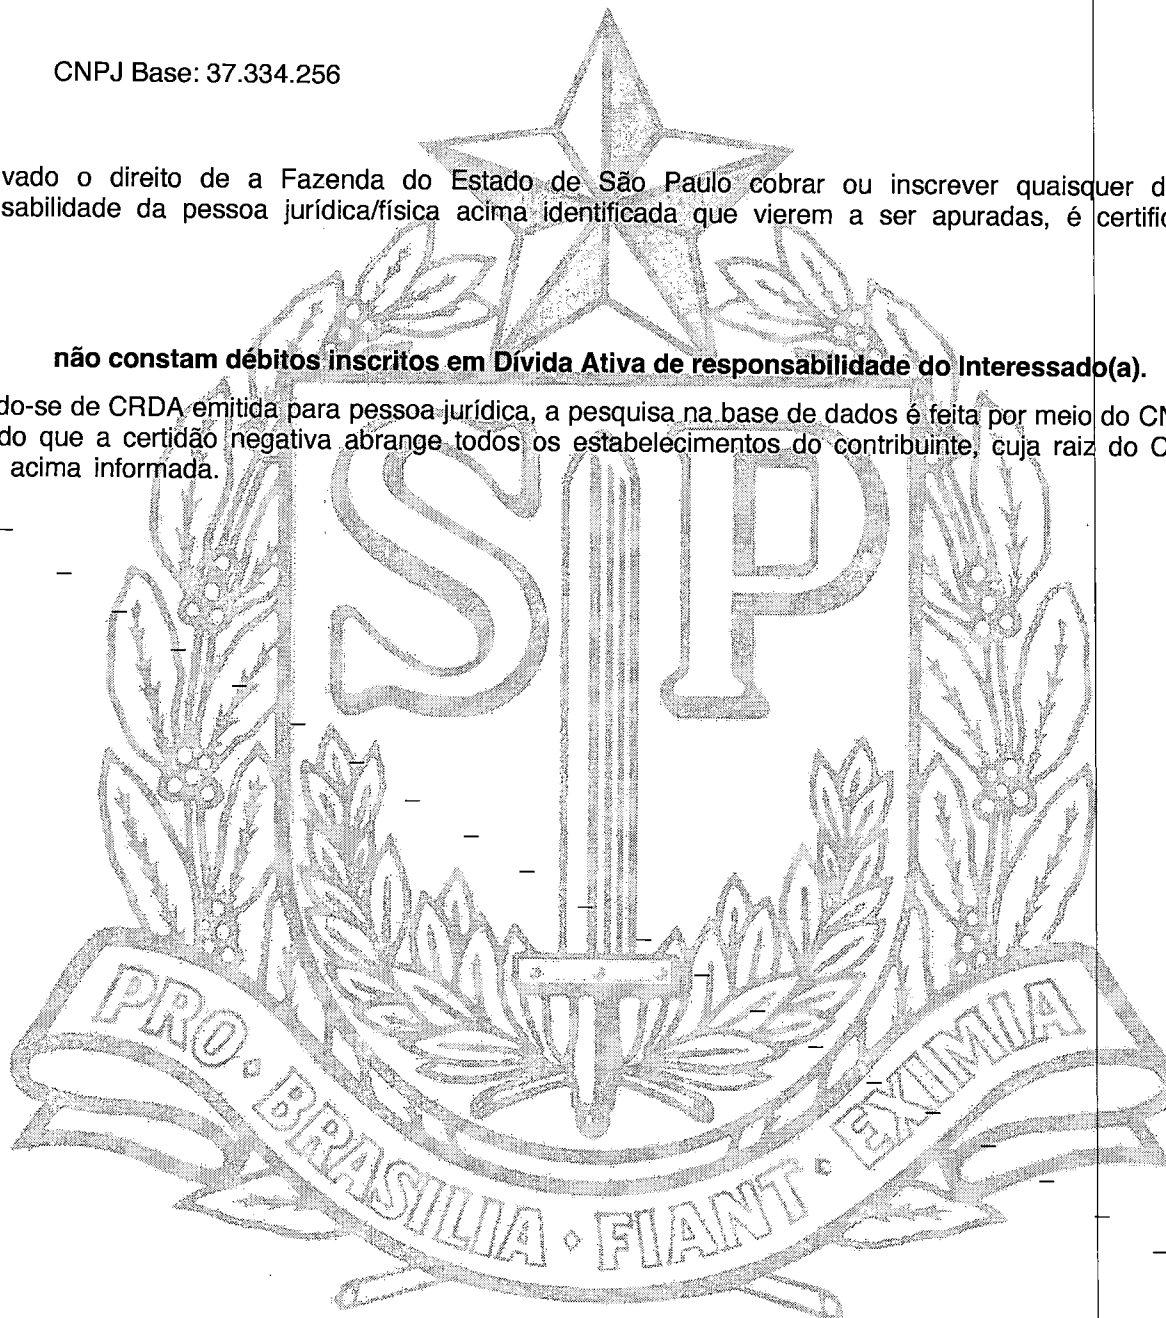 CNPJ Base: 37.334.256
vado o direito de a Fazenda do Estado de São Paulo cobrar ou inscrever quaisquer d
sabilidade da pessoa jurídica/física acima identificada que vierem a ser apuradas, é certific
não constam débitos inscritos em Dívida Ativa de responsabilidade do Interessado(a).
do-se de CRDA emitida para pessoa jurídica, a pesquisa na base de dados é feita por meio do CN
do que a certidão negativa abrange todos os estabelecimentos do contribuinte, cuja raiz do C
acima informada.
SP
PRO · BRASILIA · FIANT · EXIMIA